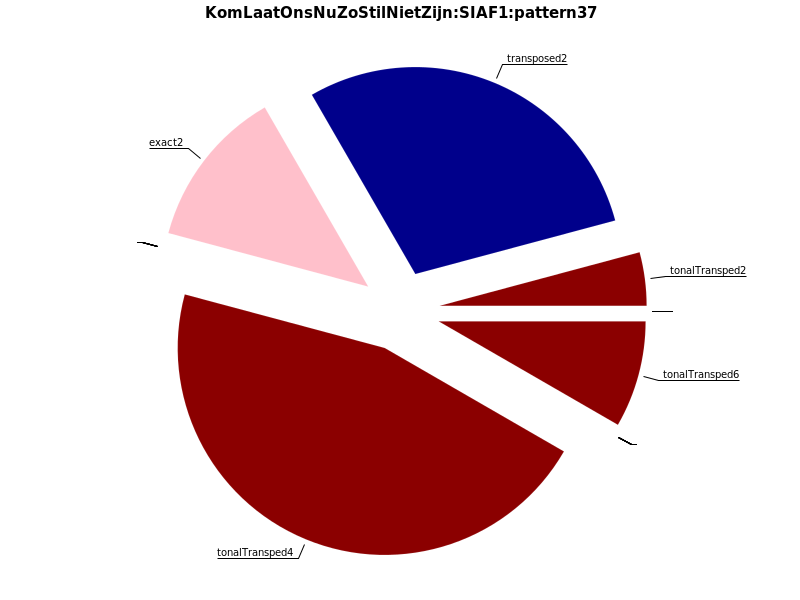 KomLaatOnsNuZoStilNietZijn:SIAF1:pattern37
transposed2
exact2
tonalTransped2
tonalTransped6
tonalTransped4